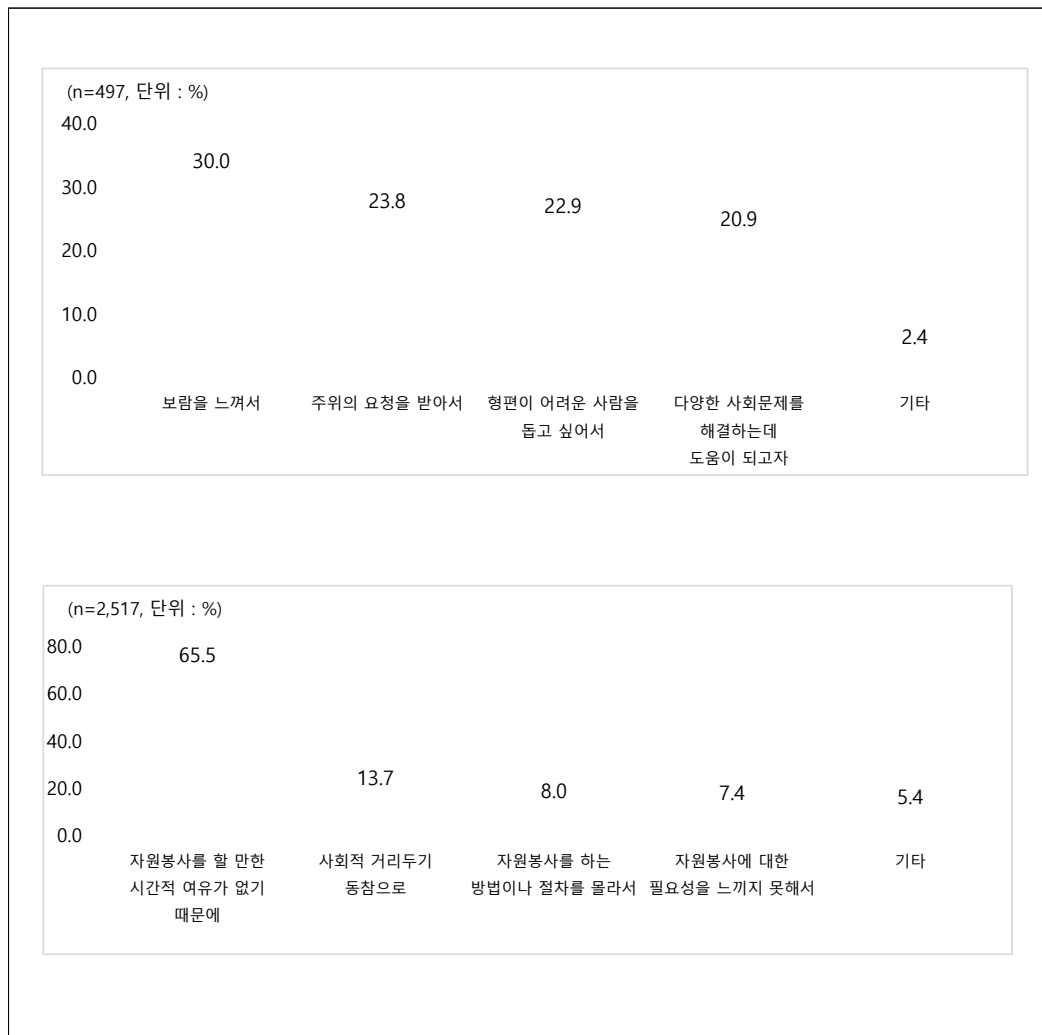 (n=497, 단위 : %)
40.0
30.0
20.0
10.0
0.0
30.0
23.8
22.9
20.9
2.4
보람을 느껴서
주위의 요청을 받아서
형편이 어려운 사람을
돕고 싶어서
다양한 사회문제를
해결하는데
도움이 되고자
기타
(n=2,517, 단위 : %)
80.0
60.0
40.0
20.0
0.0
65.5
13.7
8.0
7.4
5.4
자원봉사를 할 만한
시간적 여유가 없기
때문에
사회적 거리두기
동참으로
자원봉사를 하는
방법이나 절차를 몰라서
자원봉사에 대한
필요성을 느끼지 못해서
기타